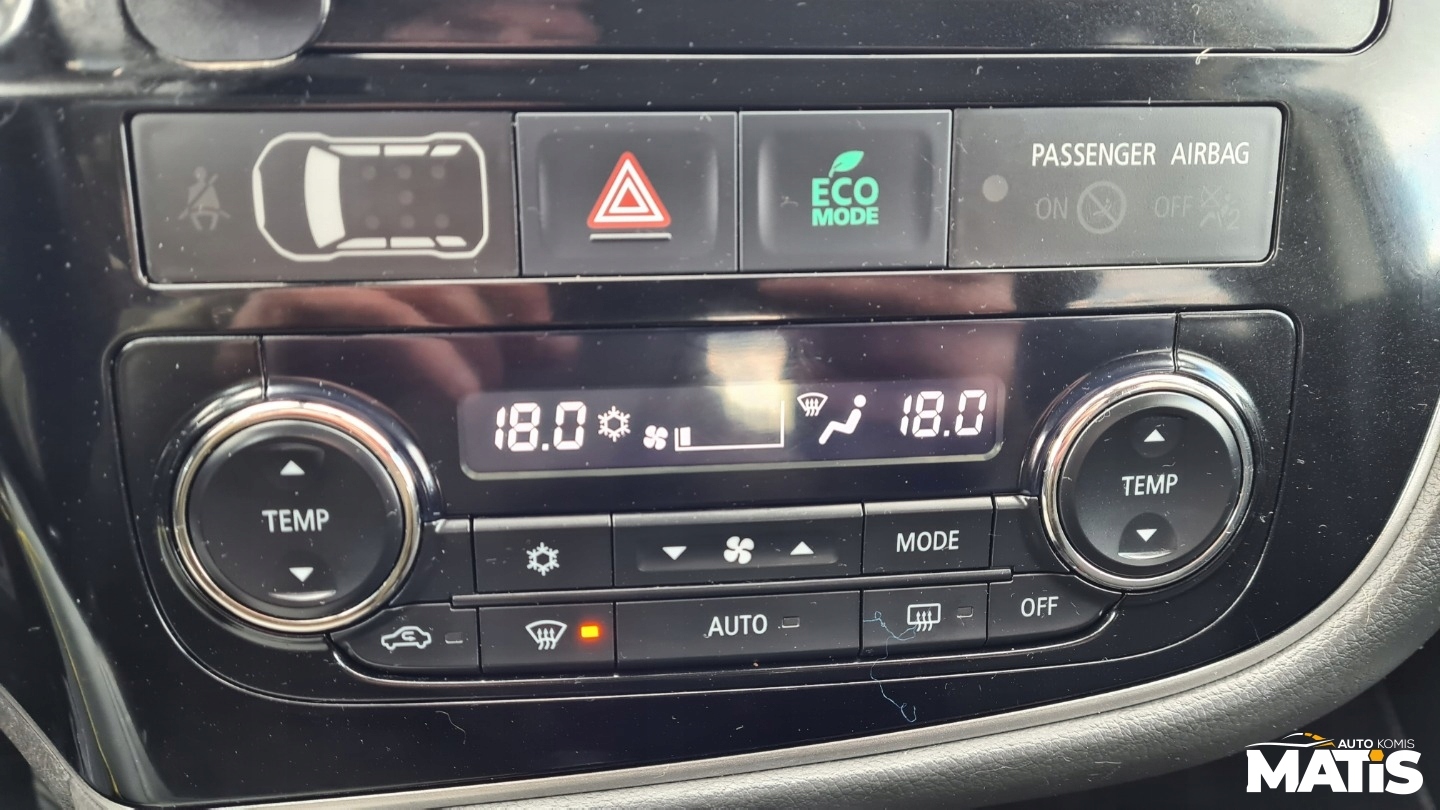 PASSENGER AIRBAG
ECO
MODE
ON OFF
18.0 18.0
TEMP
TEMP
MODE
AUTO
OFF
AUTO KOMIS
MATIS